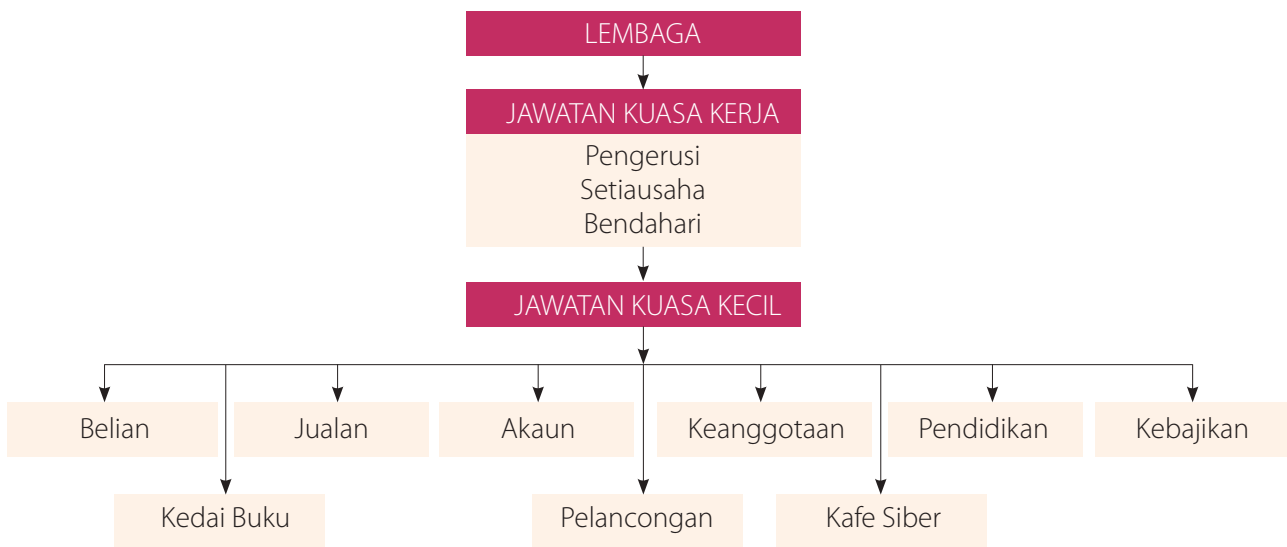 LEMBAGA
JAWATAN KUASA KERJA
Pengerusi
Setiausaha
Bendahari
JAWATAN KUASA KECIL
Belian
Jualan
Akaun
Keanggotaan
Pendidikan
Kebajikan
Kedai Buku
Pelancongan
Kafe Siber